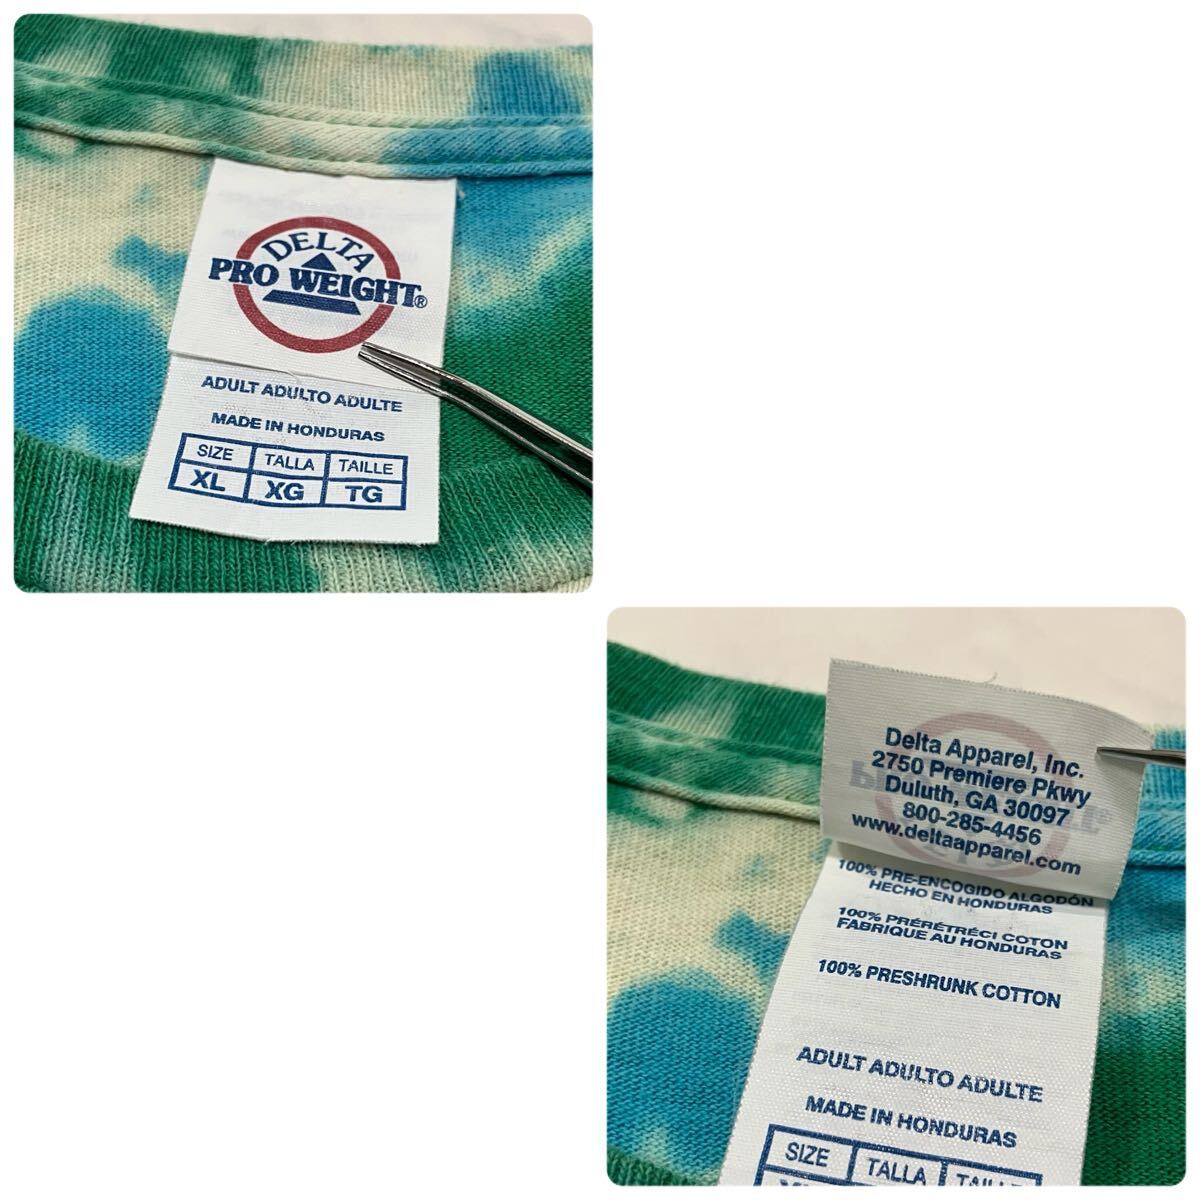 DELTA
PRO WEIGHT®
ADULT ADULTO ADULTE
MADE IN HONDURAS
SIZE TALLA TAILLE
XL XG TG
Delta Apparel, Inc.
2750 Premiere Pkwy
Duluth, GA 30097
800-285-4456
www.deltaapparel.com
100% PRE-ENCOGIDO ALGODÓN
HECHO EN HONDURAS
100% PRÉRÉTRÉCI COTON
FABRIQUE AU HONDURAS
100% PRESHRUNK COTTON
ADULT ADULTO ADULTE
MADE IN HONDURAS
SIZE TALLA